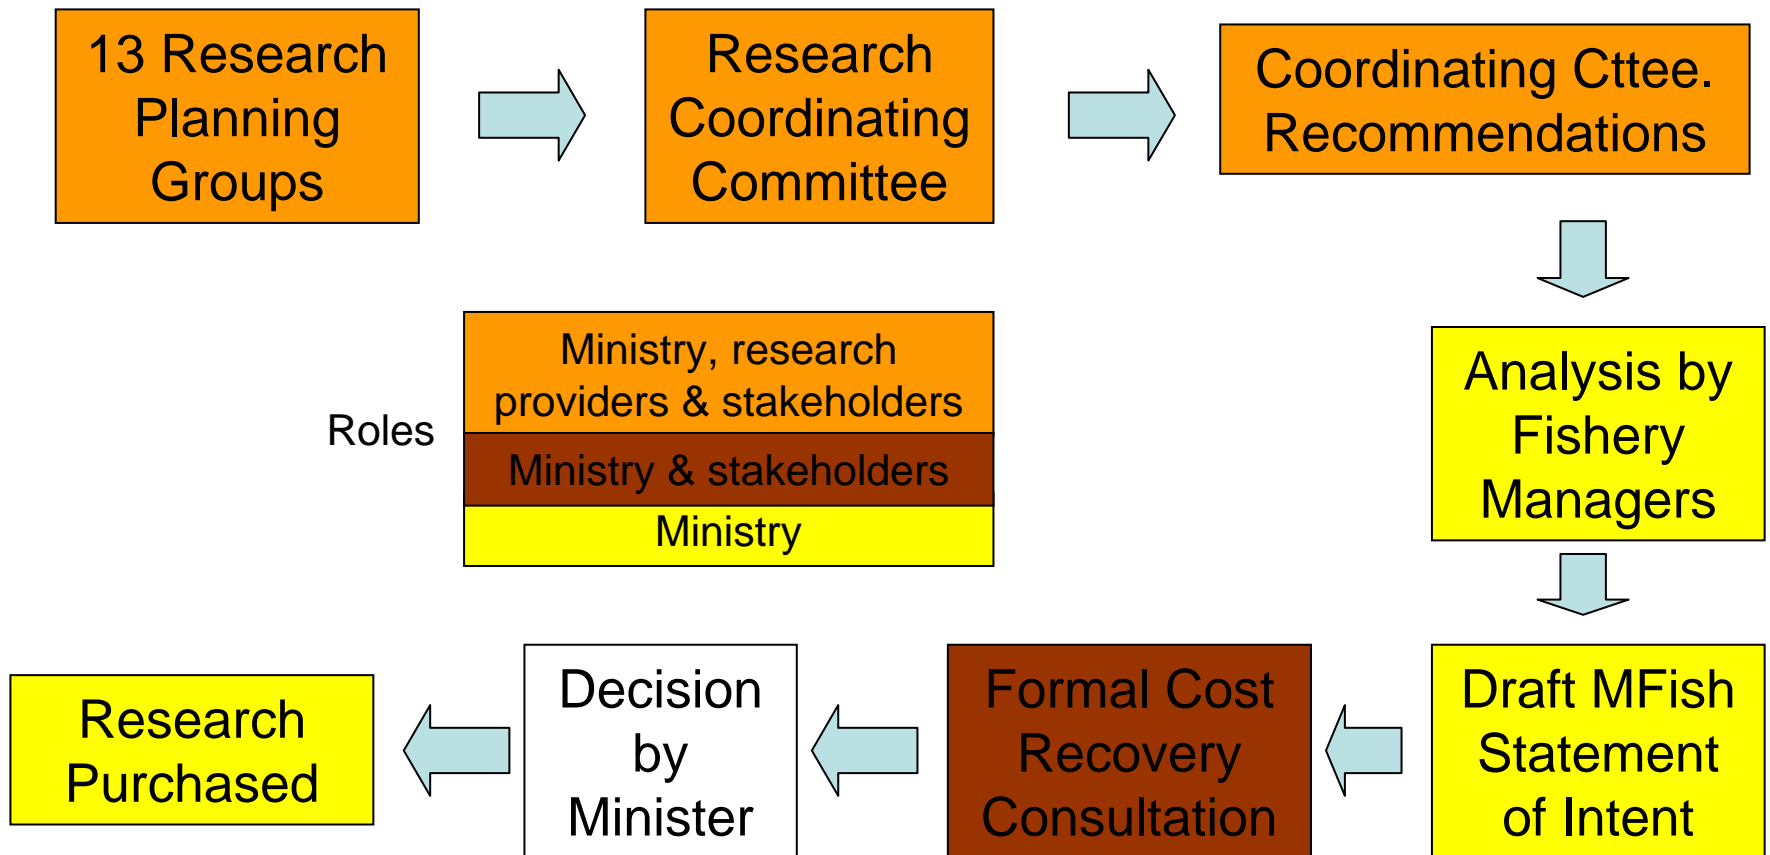 13 Research
Planning
Groups
Research
Coordinating
Committee
Coordinating Cttee.
Recommendations
Ministry, research
providers & stakeholders
Roles
Ministry & stakeholders
Ministry
Analysis by
Fishery
Managers
Research
Purchased
Decision
by
Minister
Formal Cost
Recovery
Consultation
Draft MFish
Statement
of Intent